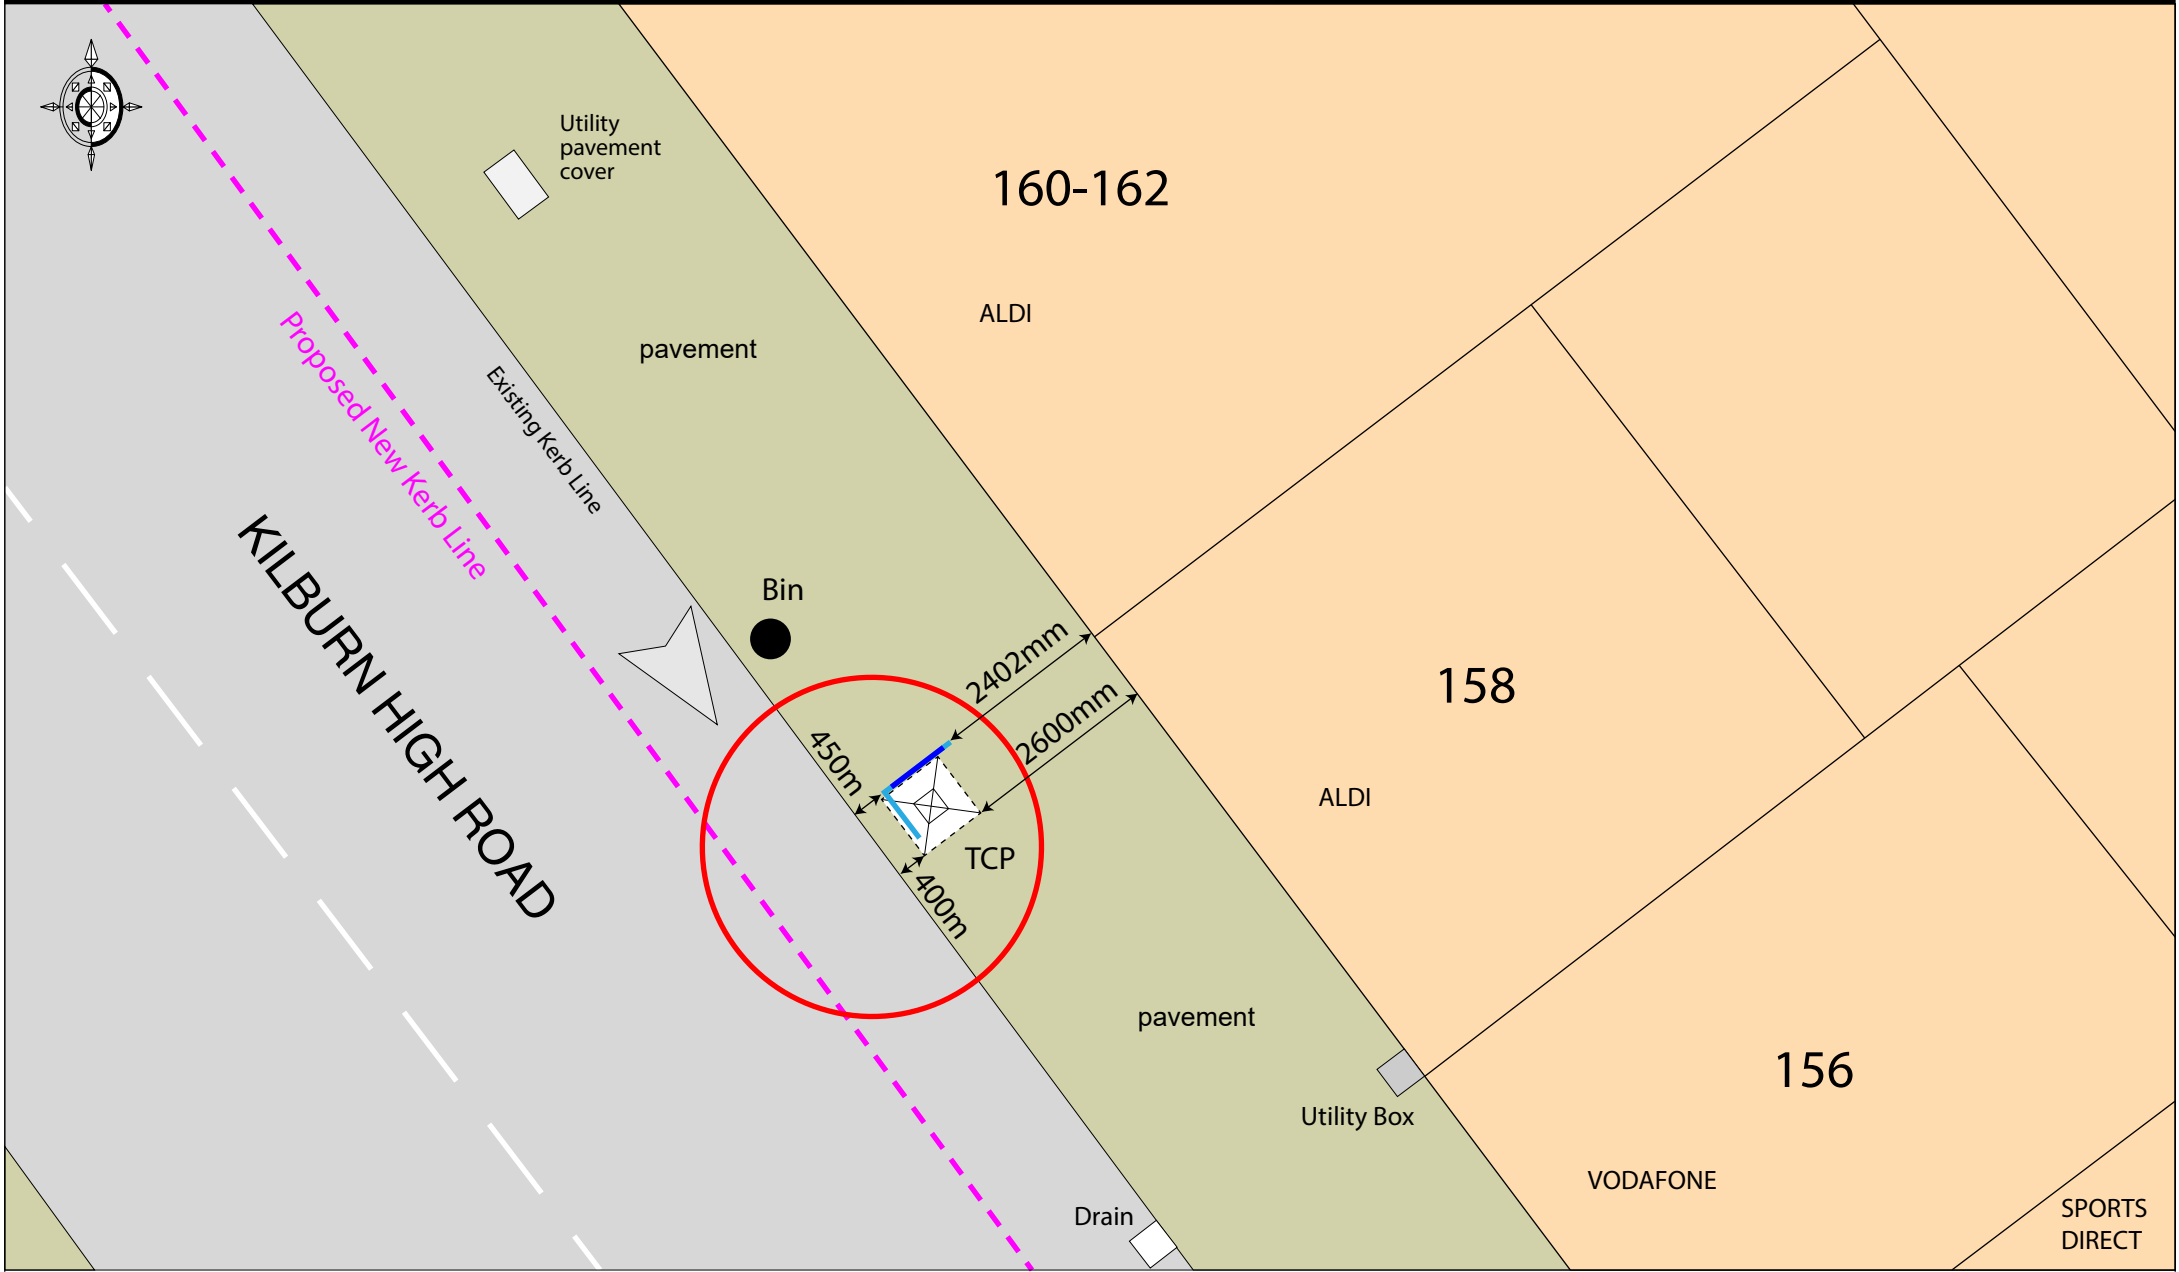 Utility
pavement
cover
160-162
ALDI
pavement
Proposed New Kerb Line
Existing Kerb Line
KILBURN HIGH ROAD
Bin
2402mm
2600mm
158
450m
ALDI
TCP
400m
pavement
156
Utility Box
VODAFONE
Drain
SPORTS
DIRECT